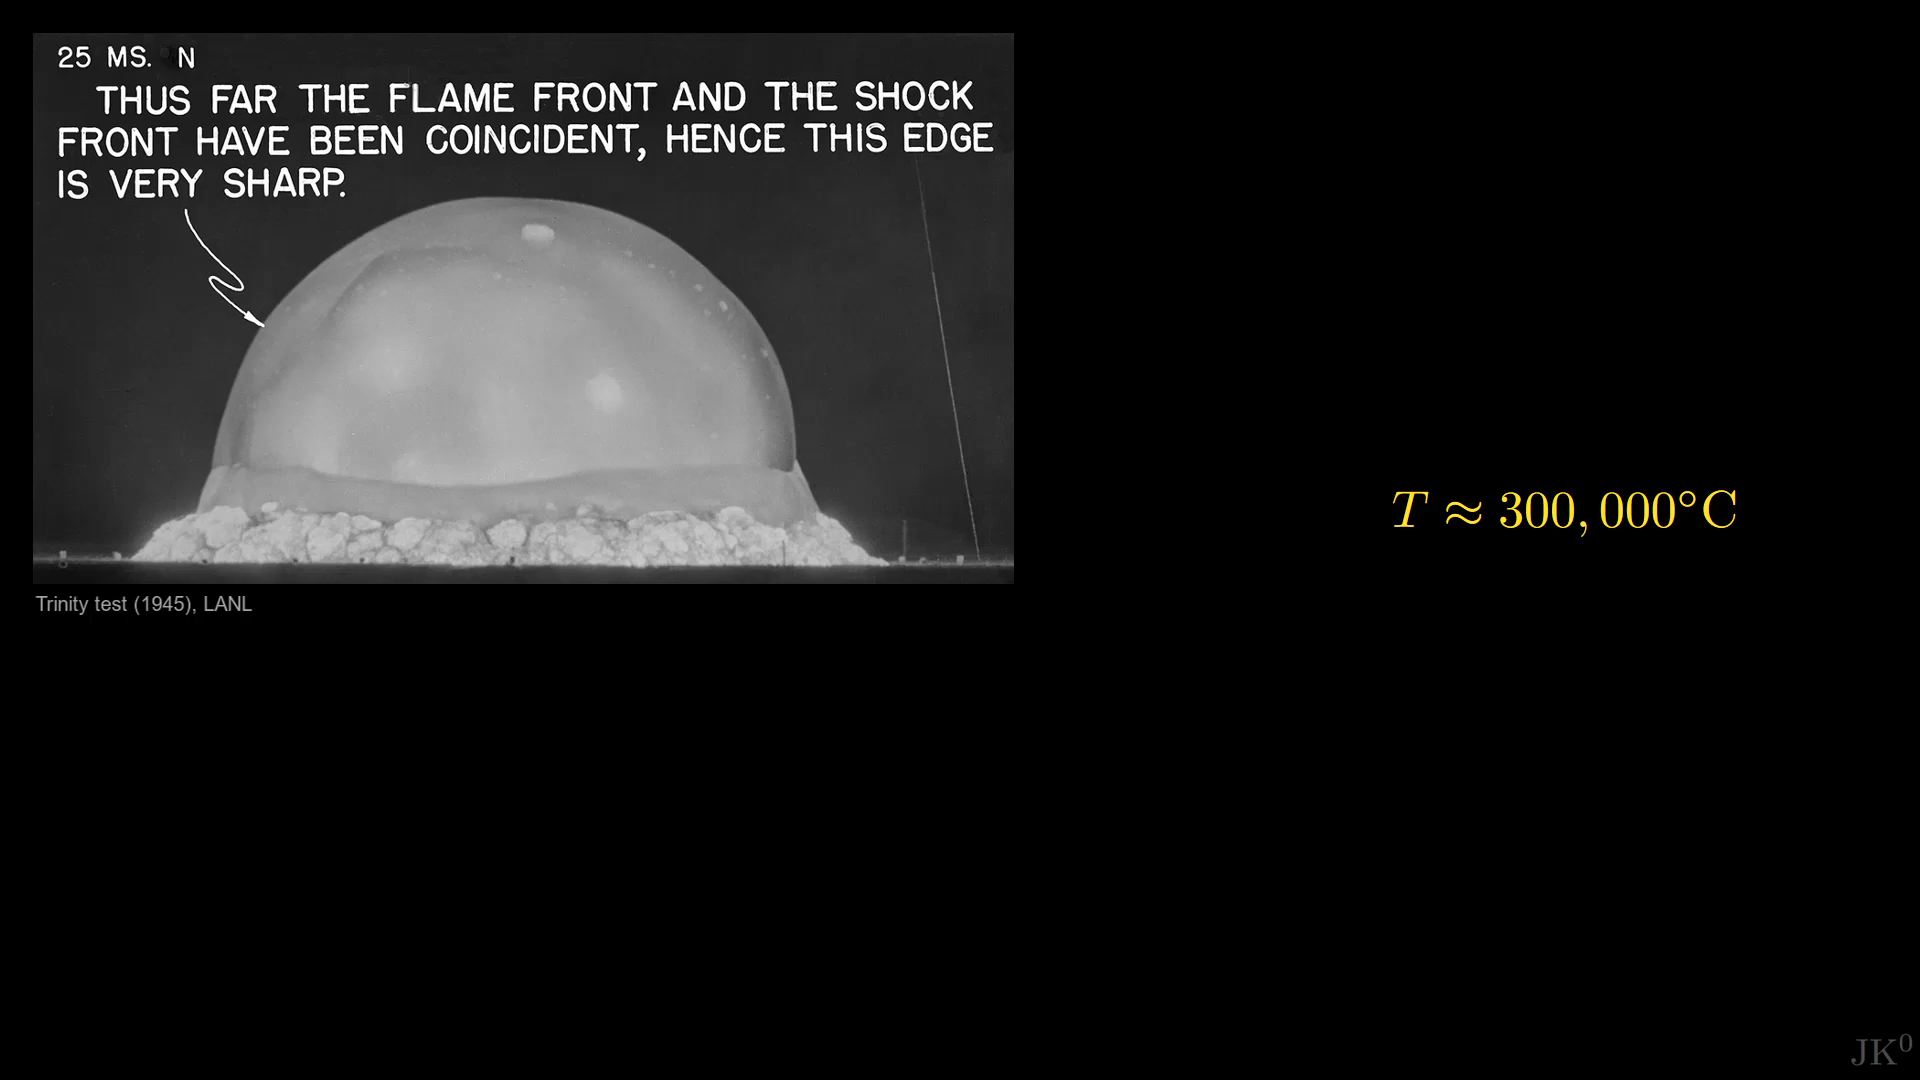 25 MS. N
THUS FAR THE FLAME FRONT AND THE SHOCK
FRONT HAVE BEEN COINCIDENT, HENCE THIS EDGE
IS VERY SHARP.
Trinity test (1945), LANL
T ≈ 300,000°C
JK⁰